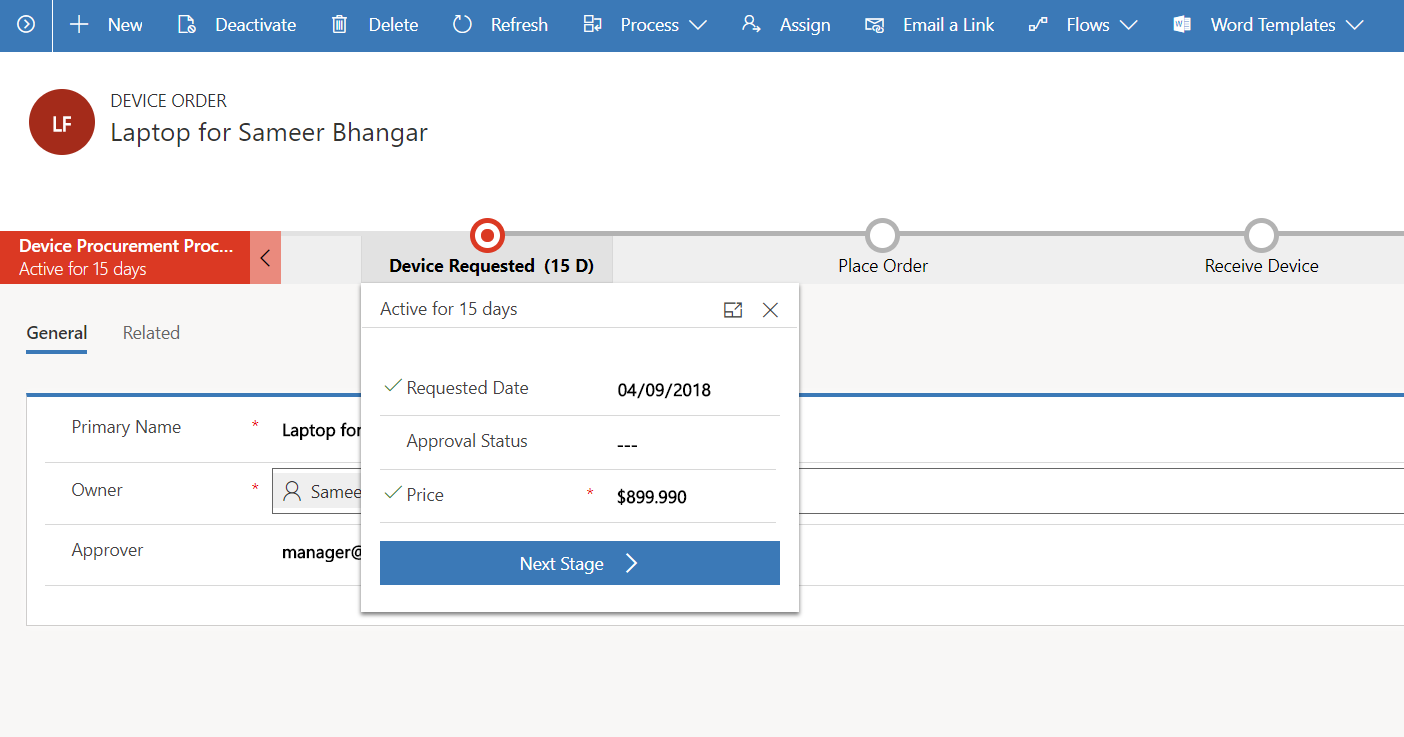 New Deactivate Delete Refresh Process Assign Email a Link Flows Word Templates
LF
DEVICE ORDER
Laptop for Sameer Bhangar
Device Procurement Proc...
Active for 15 days
Device Requested (15 D)
Place Order
Receive Device
Active for 15 days
General Related
Requested Date 04/09/2018
Primary Name * Laptop for
Approval Status ---
Owner * Samee
Price * $899.990
Approver manager@
Next Stage